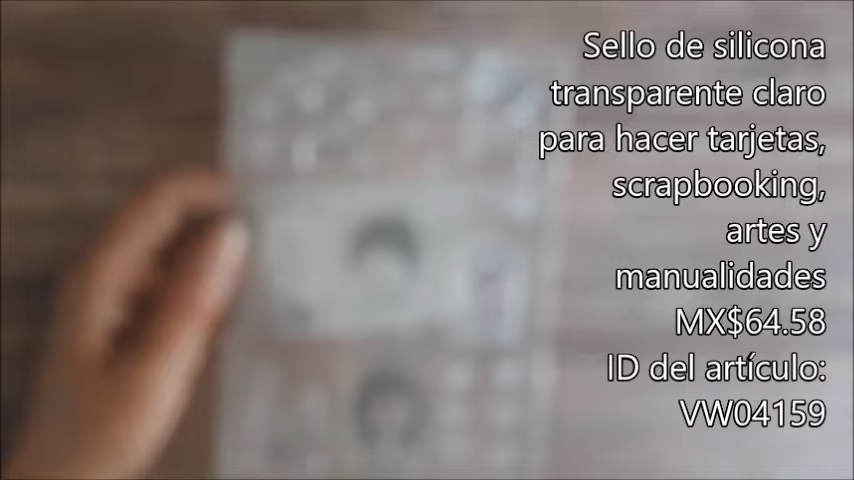 Sello de silicona
transparente claro
para hacer tarjetas,
scrapbooking,
artes y
manualidades
MX$64.58
ID del artículo:
VW04159